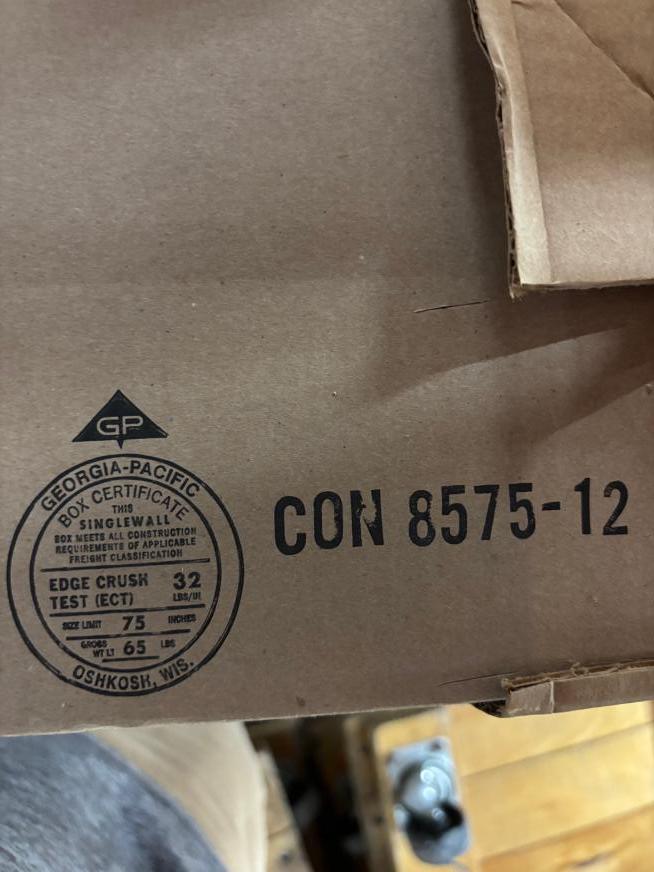 GP
GEORGIA-PACIFIC
BOX CERTIFICATE
THIS
SINGLEWALL
BOX MEETS ALL CONSTRUCTION
REQUIREMENTS OF APPLICABLE
FREIGHT CLASSIFICATION
EDGE CRUSH
TEST (ECT)
32
LBS/IN
SIZE LIMIT 75 INCHES
GROSS
WT LT 65 LBS
OSHKOSH, WIS.
CON 8575-12